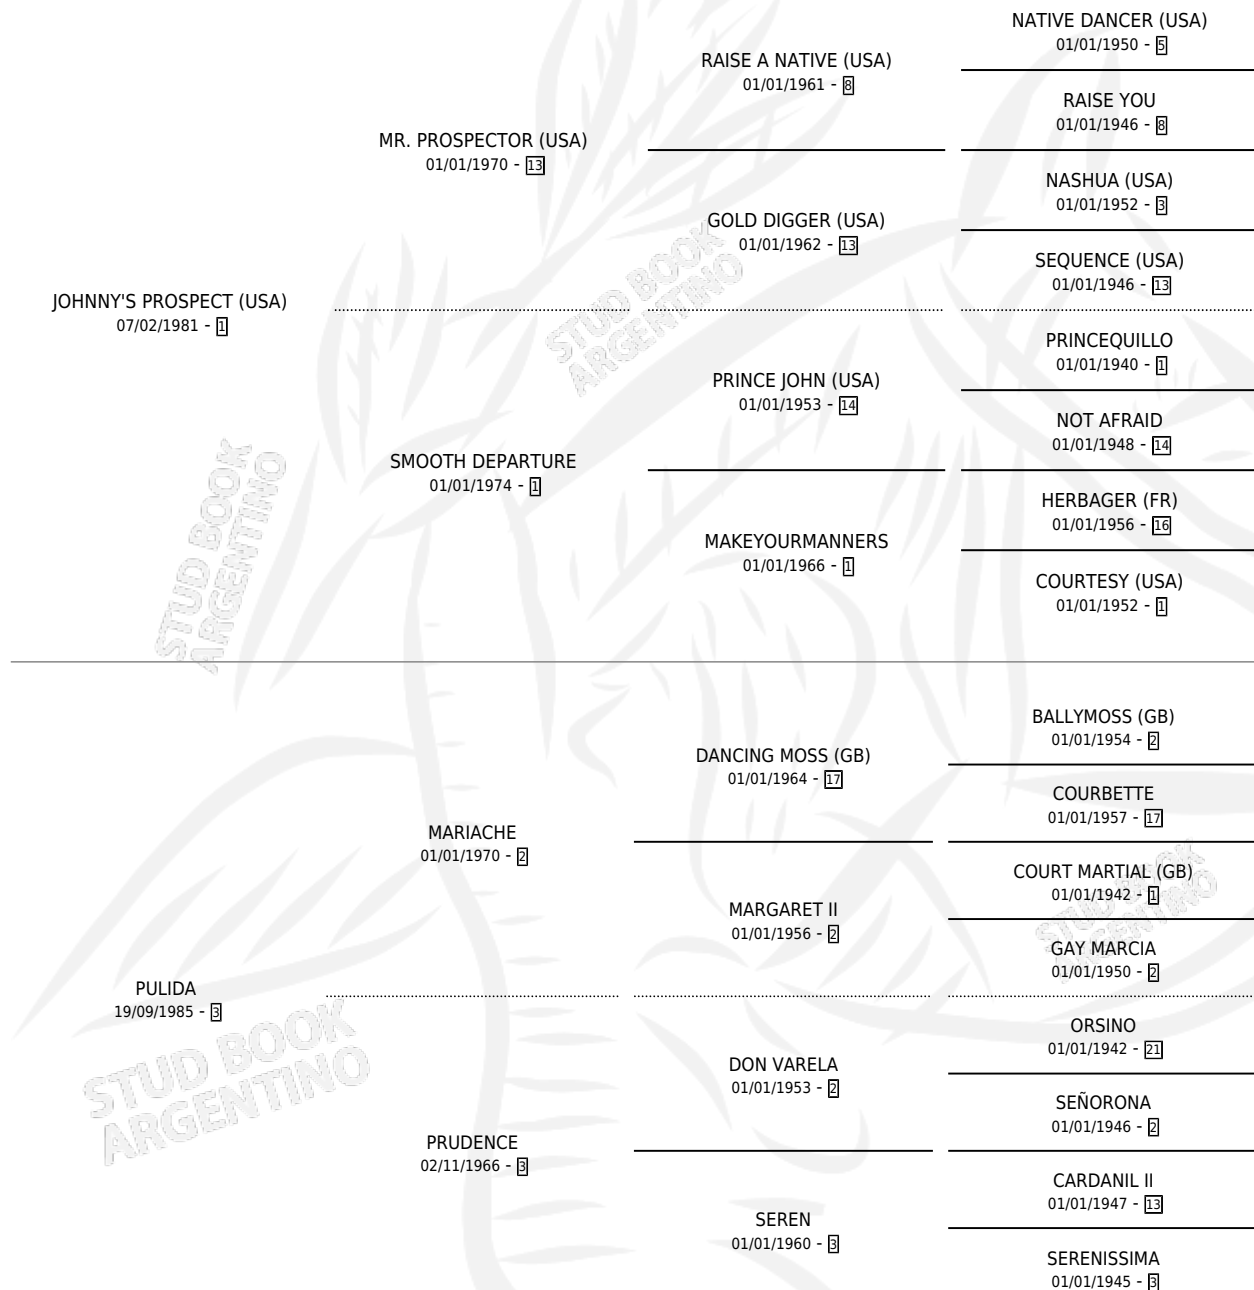 NATIVE DANCER (USA)
01/01/1950 - 5
RAISE A NATIVE (USA)
01/01/1961 - 8
RAISE YOU
01/01/1946 - 8
MR. PROSPECTOR (USA)
01/01/1970 - 13
NASHUA (USA)
01/01/1952 - 3
GOLD DIGGER (USA)
01/01/1962 - 13
SEQUENCE (USA)
01/01/1946 - 13
JOHNNY'S PROSPECT (USA)
07/02/1981 - 1
STUD BOOK
ARGENTINO
PRINCEQUILLO
01/01/1940 - 1
PRINCE JOHN (USA)
01/01/1953 - 14
NOT AFRAID
01/01/1948 - 14
SMOOTH DEPARTURE
01/01/1974 - 1
HERBAGER (FR)
01/01/1956 - 16
MAKEYOURMANNERS
01/01/1966 - 1
COURTESY (USA)
01/01/1952 - 1
STUD BOOK
ARGENTINO
BALLYMOSS (GB)
01/01/1954 - 2
DANCING MOSS (GB)
01/01/1964 - 17
COURBETTE
01/01/1957 - 17
MARIACHE
01/01/1970 - 2
COURT MARTIAL (GB)
01/01/1942 - 1
MARGARET II
01/01/1956 - 2
STUD BOOK
ARGENTINO
GAY MARCIA
01/01/1950 - 2
PULIDA
19/09/1985 - 3
ORSINO
01/01/1942 - 21
DON VARELA
01/01/1953 - 2
STUD BOOK
ARGENTINO
SEÑORONA
01/01/1946 - 2
PRUDENCE
02/11/1966 - 3
CARDANIL II
01/01/1947 - 13
SEREN
01/01/1960 - 3
SERENISSIMA
01/01/1945 - 3